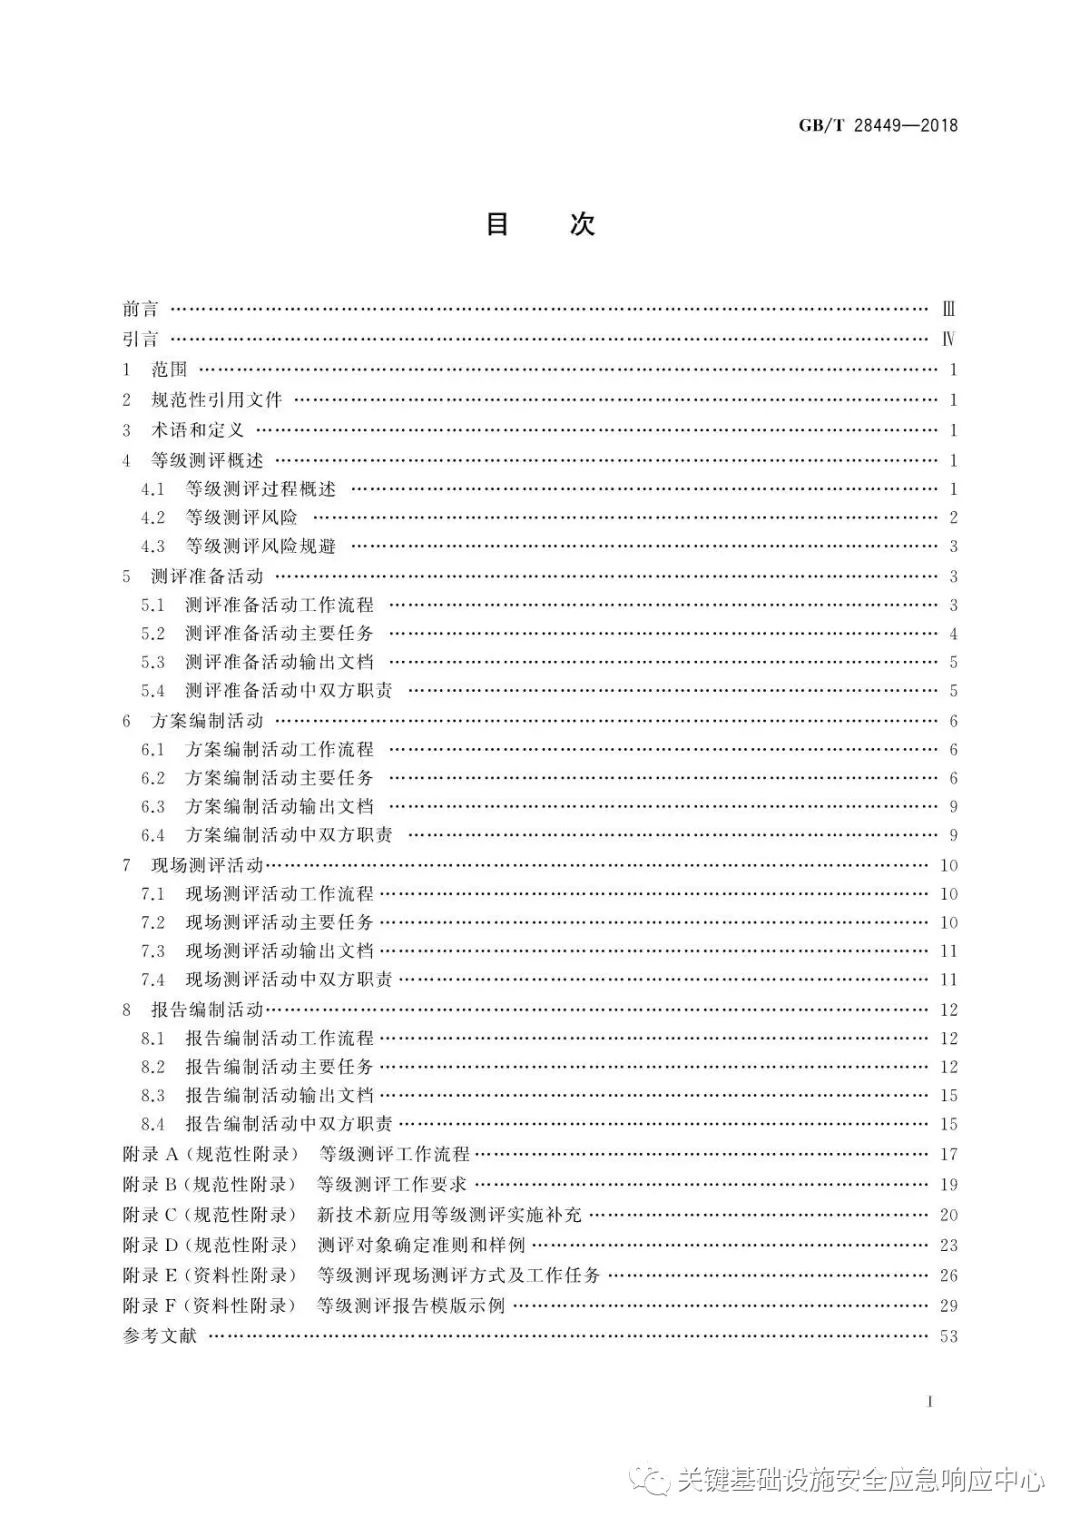 GB/T 28449—2018
目 次
前言 …………………………………………………………………………………… Ⅲ
引言 …………………………………………………………………………………… Ⅳ
1 范围 ………………………………………………………………………………… 1
2 规范性引用文件 …………………………………………………………………… 1
3 术语和定义 ………………………………………………………………………… 1
4 等级测评概述 ……………………………………………………………………… 1
4.1 等级测评过程概述 ……………………………………………………………… 1
4.2 等级测评风险 …………………………………………………………………… 2
4.3 等级测评风险规避 ……………………………………………………………… 3
5 测评准备活动 ……………………………………………………………………… 3
5.1 测评准备活动工作流程 ………………………………………………………… 3
5.2 测评准备活动主要任务 ………………………………………………………… 4
5.3 测评准备活动输出文档 ………………………………………………………… 5
5.4 测评准备活动中双方职责 ……………………………………………………… 5
6 方案编制活动 ……………………………………………………………………… 6
6.1 方案编制活动工作流程 ………………………………………………………… 6
6.2 方案编制活动主要任务 ………………………………………………………… 6
6.3 方案编制活动输出文档 ………………………………………………………… 9
6.4 方案编制活动中双方职责 ……………………………………………………… 9
7 现场测评活动……………………………………………………………………… 10
7.1 现场测评活动工作流程………………………………………………………… 10
7.2 现场测评活动主要任务………………………………………………………… 10
7.3 现场测评活动输出文档………………………………………………………… 11
7.4 现场测评活动中双方职责……………………………………………………… 11
8 报告编制活动……………………………………………………………………… 12
8.1 报告编制活动工作流程………………………………………………………… 12
8.2 报告编制活动主要任务………………………………………………………… 12
8.3 报告编制活动输出文档………………………………………………………… 15
8.4 报告编制活动中双方职责……………………………………………………… 15
附录 A(规范性附录) 等级测评工作流程………………………………………… 17
附录 B(规范性附录) 等级测评工作要求………………………………………… 19
附录 C(规范性附录) 新技术新应用等级测评实施补充………………………… 20
附录 D(规范性附录) 测评对象确定准则和样例………………………………… 23
附录 E(资料性附录) 等级测评现场测评方式及工作任务……………………… 26
附录 F(资料性附录) 等级测评报告模版示例…………………………………… 29
参考文献 …………………………………………………………………………… 53
Ⅰ
关键基础设施安全应急响应中心